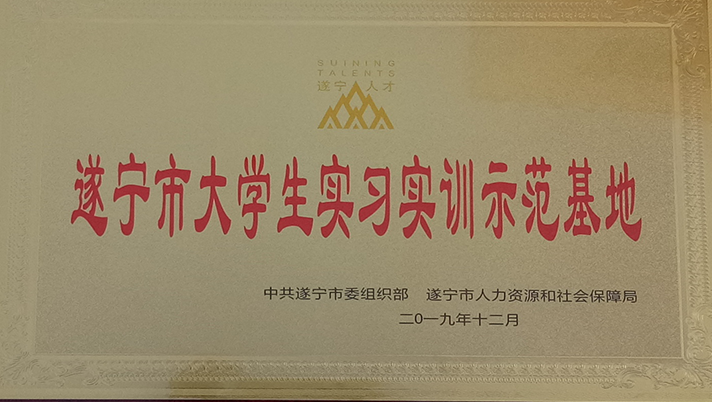 SUINING
TALENTS
遂宁人才
遂宁市大学生实习实训示范基地
中共遂宁市委组织部 遂宁市人力资源和社会保障局
二0一九年十二月